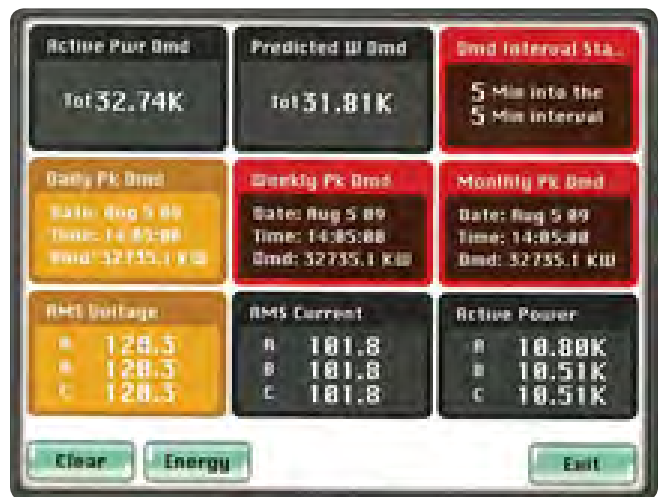 Active Pwr Dmd
Tot 32.74K
Predicted W Dmd
Tot 31.81K
Dmd Interval Sta..
5 Min into the
5 Min interval
Daily Pk Dmd
Date: Aug 5 09
Time: 14:05:00
Dmd: 32735.1 KW
Weekly Pk Dmd
Date: Aug 5 09
Time: 14:05:00
Dmd: 32735.1 KW
Monthly Pk Dmd
Date: Aug 5 09
Time: 14:05:00
Dmd: 32735.1 KW
RMS Voltage
A 120.3
B 120.3
C 120.3
RMS Current
A 101.8
B 101.8
C 101.8
Active Power
A 10.80K
B 10.51K
C 10.51K
Clear
Energy
Exit